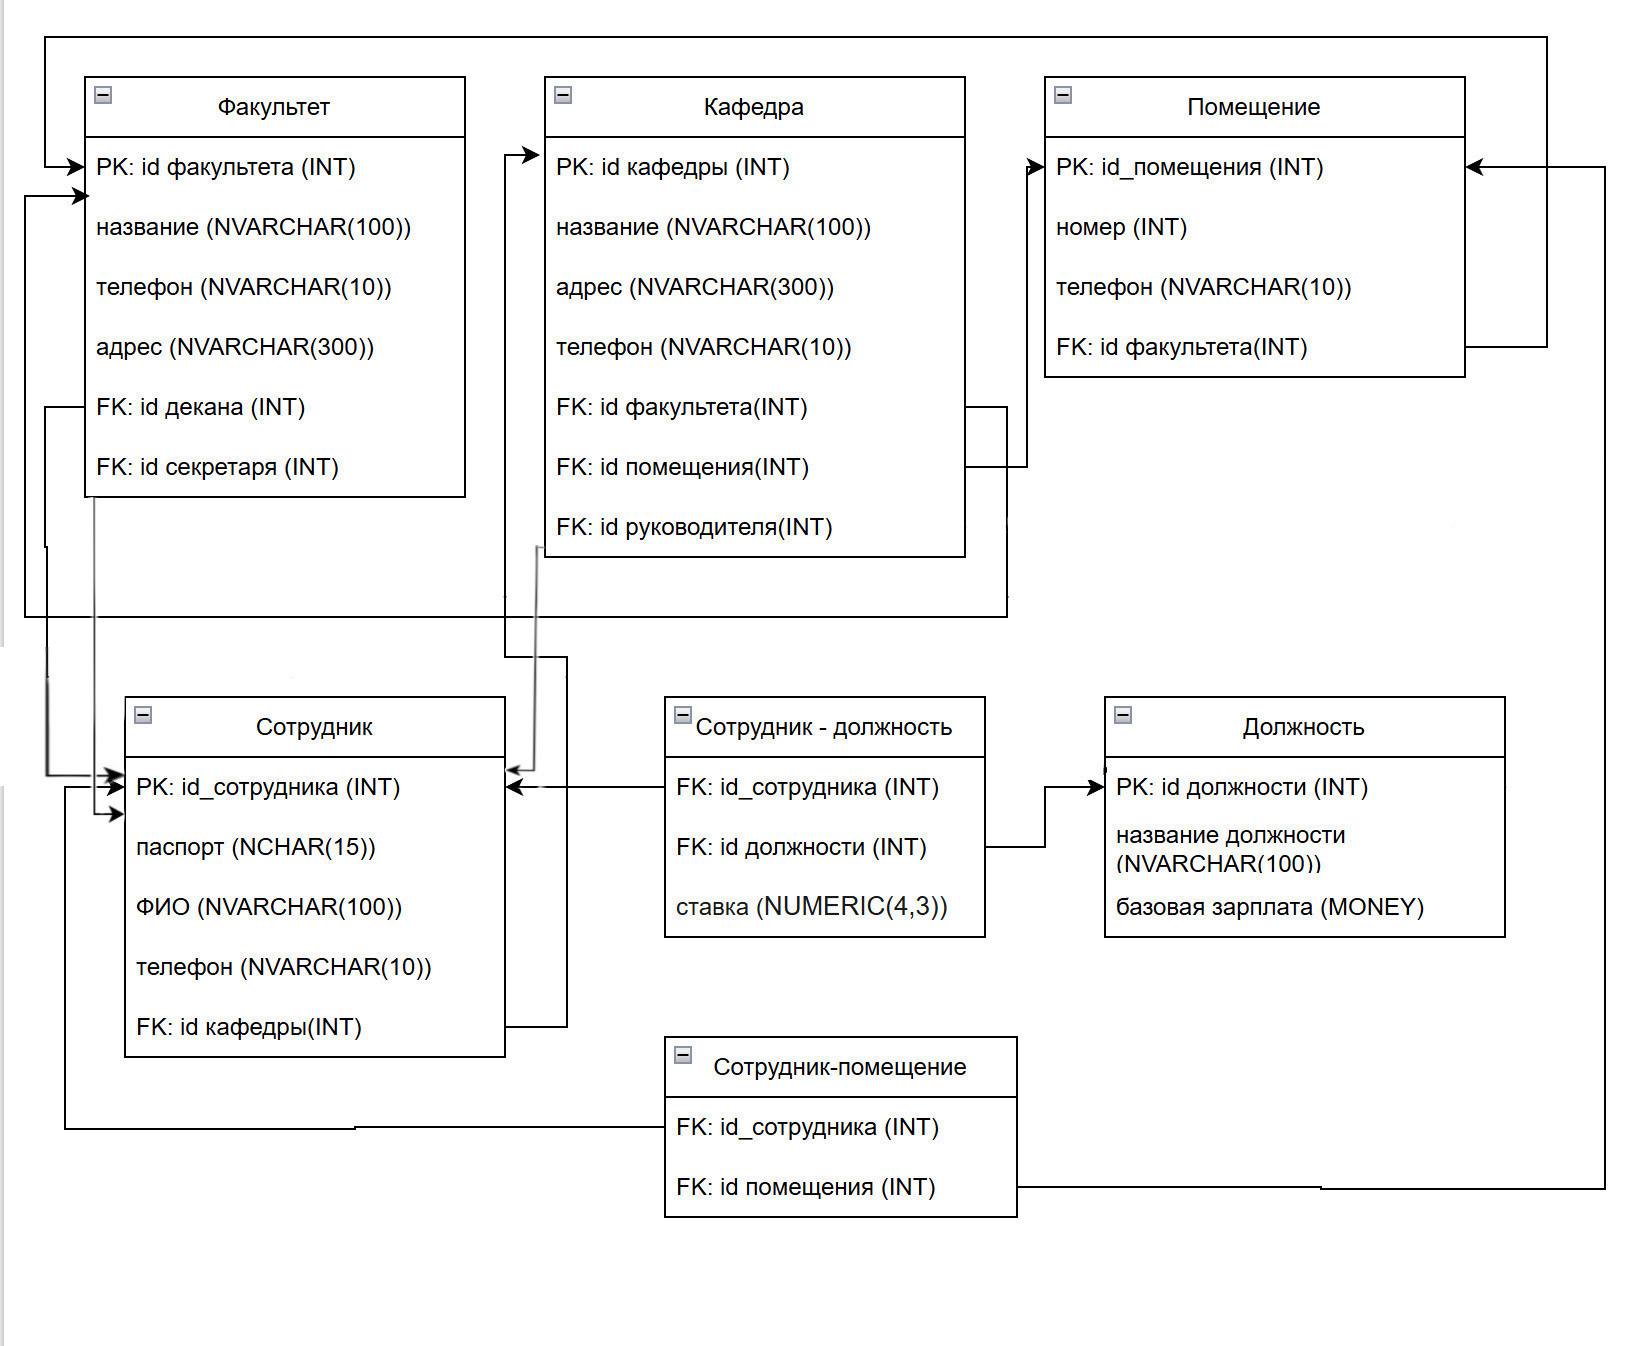 Факультет
PK: id факультета (INT)
название (NVARCHAR(100))
телефон (NVARCHAR(10))
адрес (NVARCHAR(300))
FK: id декана (INT)
FK: id секретаря (INT)
Кафедра
PK: id кафедры (INT)
название (NVARCHAR(100))
адрес (NVARCHAR(300))
телефон (NVARCHAR(10))
FK: id факультета(INT)
FK: id помещения(INT)
FK: id руководителя(INT)
Помещение
PK: id_помещения (INT)
номер (INT)
телефон (NVARCHAR(10))
FK: id факультета(INT)
Сотрудник
PK: id_сотрудника (INT)
паспорт (NCHAR(15))
ФИО (NVARCHAR(100))
телефон (NVARCHAR(10))
FK: id кафедры(INT)
Сотрудник - должность
FK: id_сотрудника (INT)
FK: id должности (INT)
ставка (NUMERIC(4,3))
Должность
PK: id должности (INT)
название должности
(NVARCHAR(100))
базовая зарплата (MONEY)
Сотрудник-помещение
FK: id_сотрудника (INT)
FK: id помещения (INT)